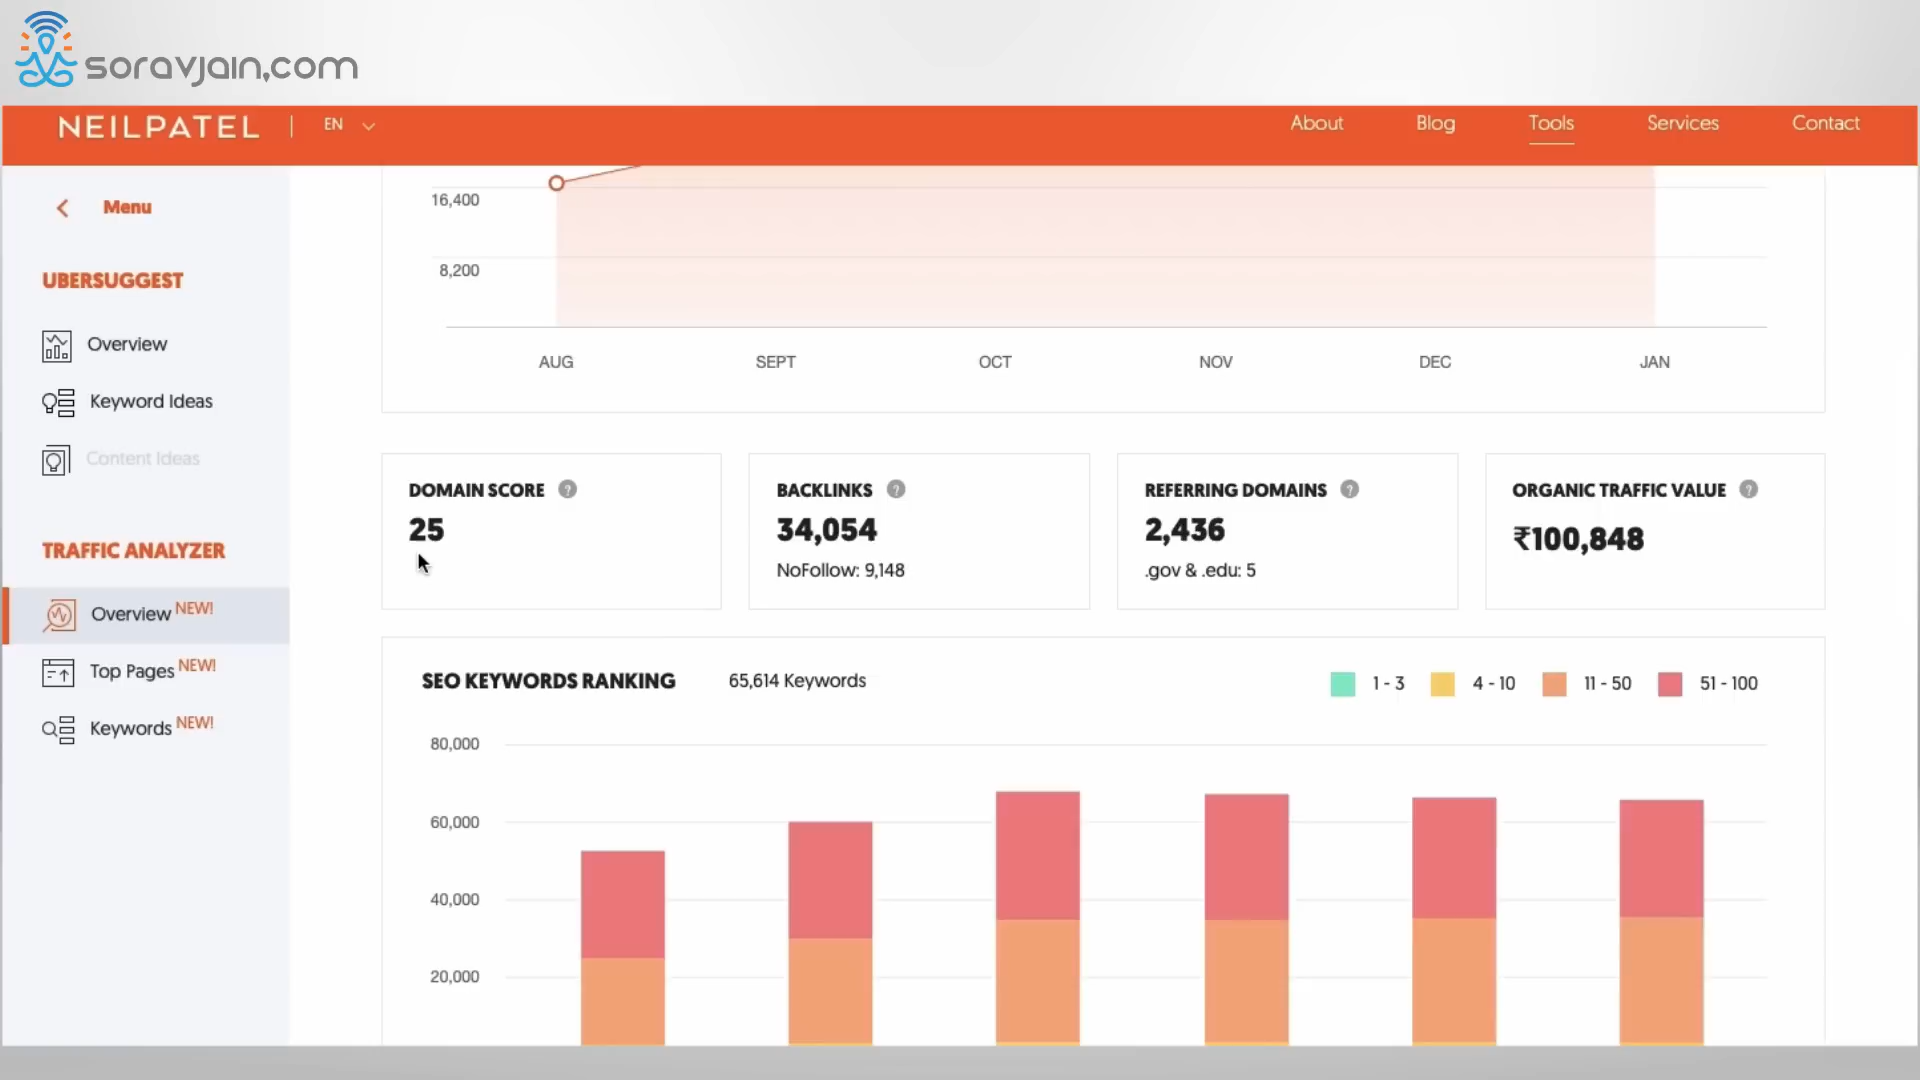 soravjain.com
NEILPATEL | EN
About Blog Tools Services Contact
Menu
UBERSUGGEST
Overview
Keyword Ideas
Content Ideas
TRAFFIC ANALYZER
Overview NEW!
Top Pages NEW!
Keywords NEW!
16,400
8,200
AUG SEPT OCT NOV DEC JAN
DOMAIN SCORE ?
25
BACKLINKS ?
34,054
NoFollow: 9,148
REFERRING DOMAINS ?
2,436
.gov & .edu: 5
ORGANIC TRAFFIC VALUE ?
₹100,848
SEO KEYWORDS RANKING 65,614 Keywords
1 - 3 4 - 10 11 - 50 51 - 100
80,000
60,000
40,000
20,000